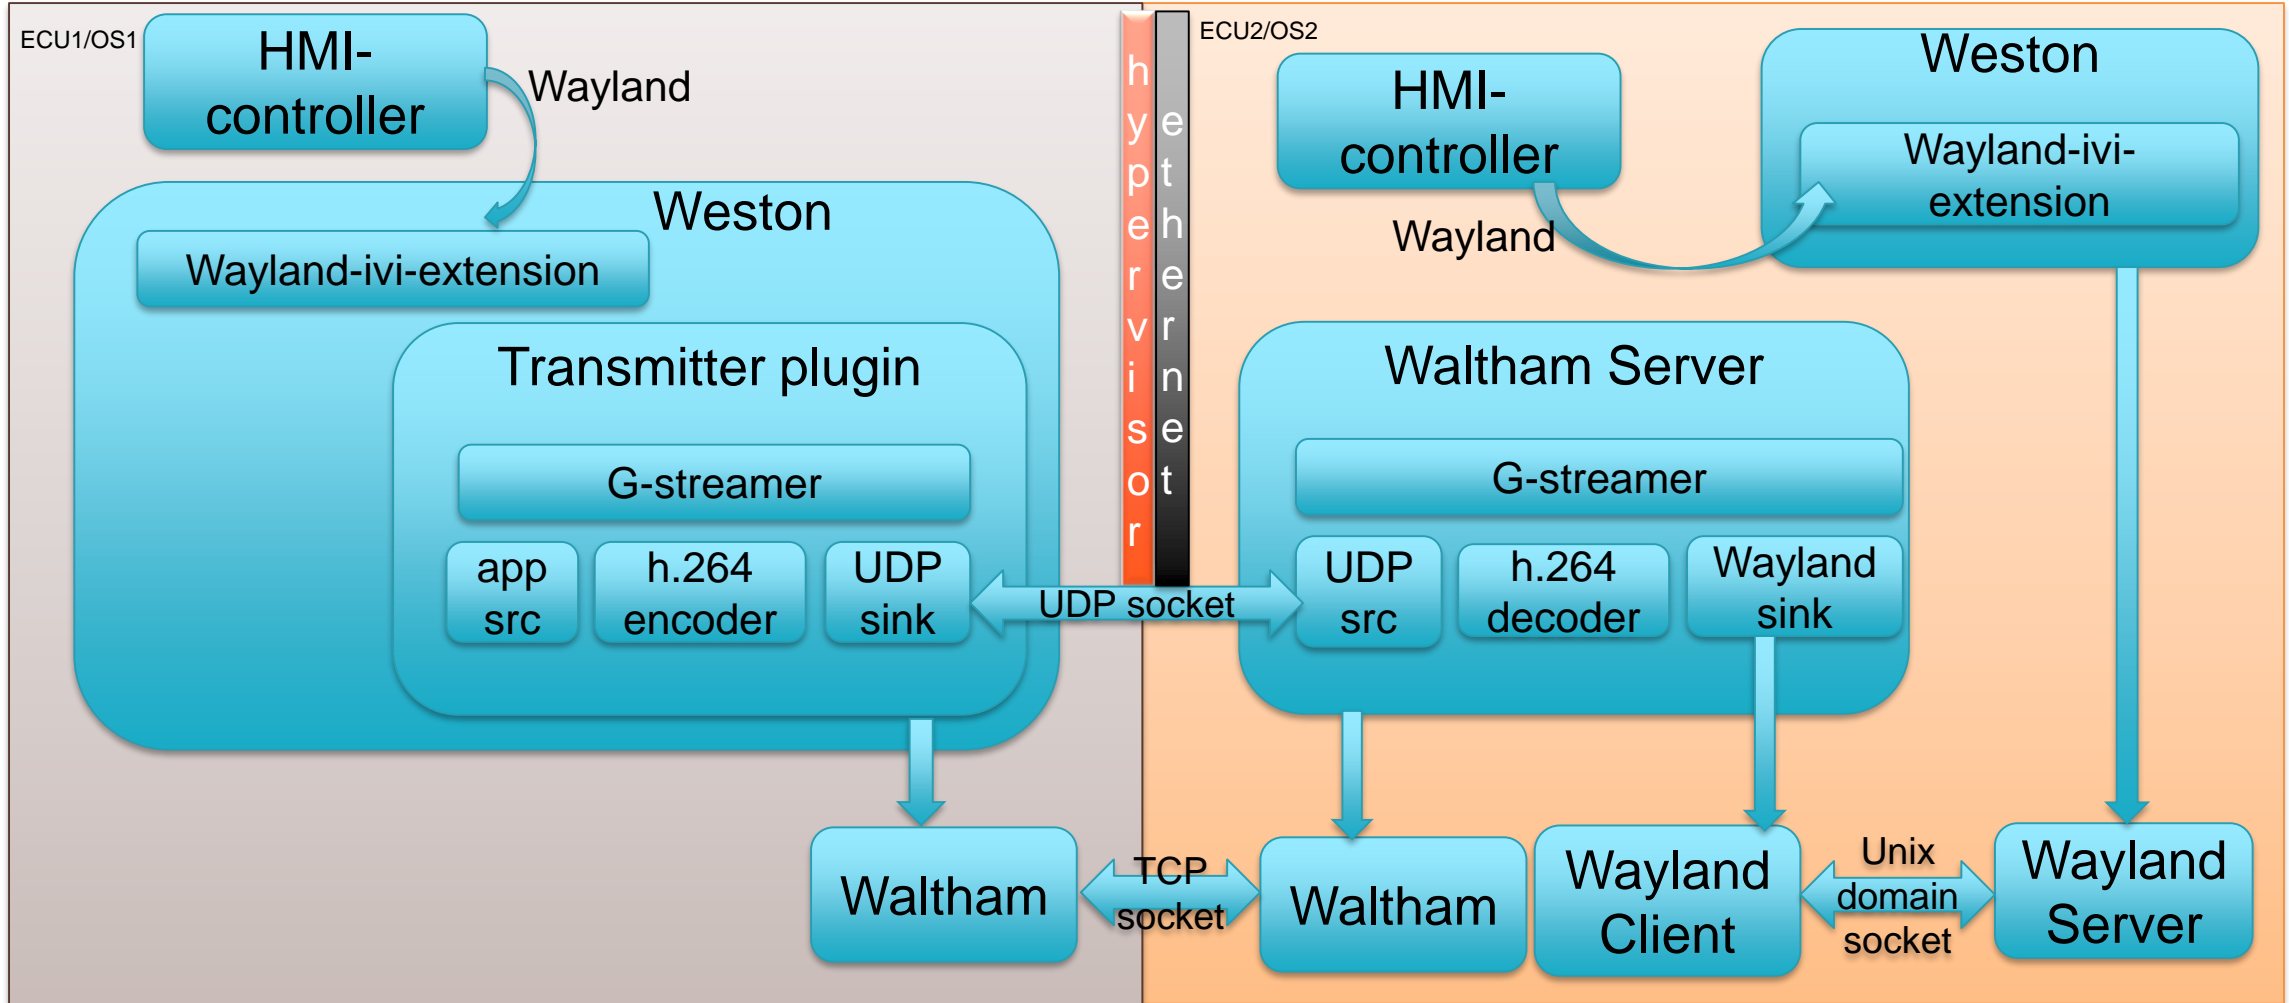 ECU1/OS1
HMI-
controller
Wayland
Weston
Wayland-ivi-extension
Transmitter plugin
G-streamer
app
src
h.264
encoder
UDP
sink
Waltham
hypervisor
ethernet
UDP socket
TCP
socket
ECU2/OS2
HMI-
controller
Wayland
Weston
Wayland-ivi-
extension
Waltham Server
G-streamer
UDP
src
h.264
decoder
Wayland
sink
Waltham
Wayland
Client
Unix
domain
socket
Wayland
Server